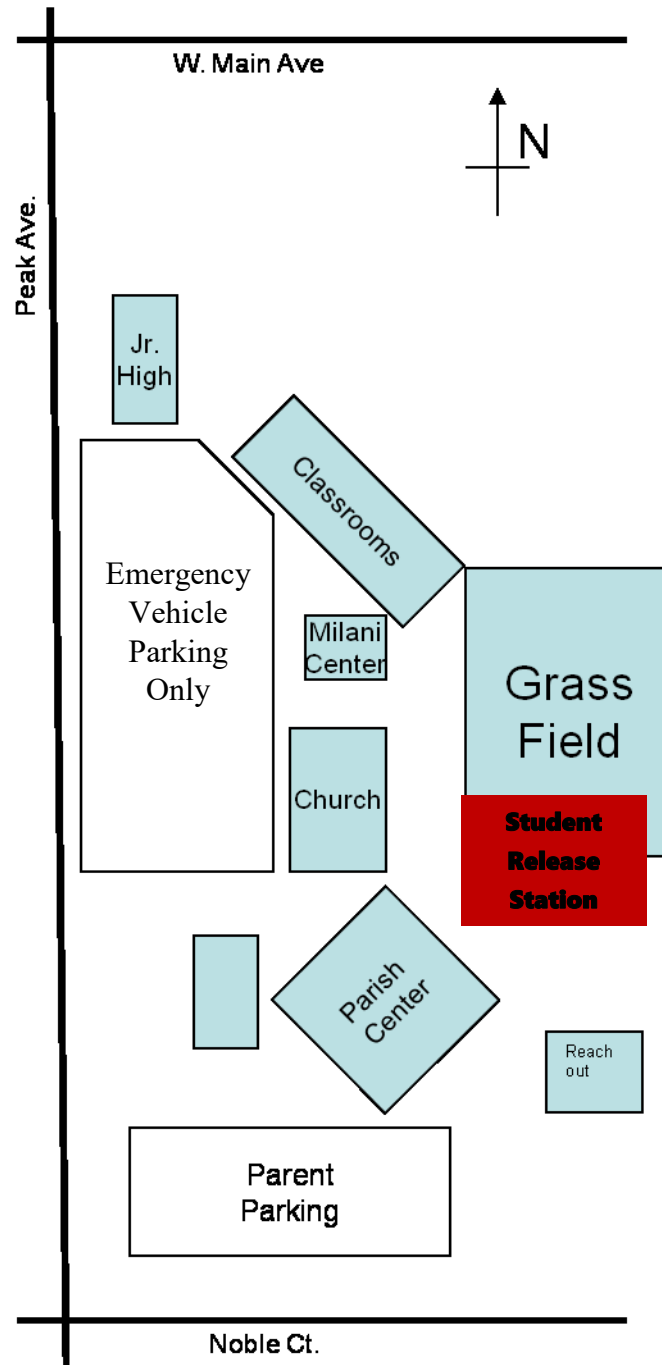 W. Main Ave
N
Peak Ave.
Jr.
High
Classrooms
Emergency
Vehicle
Parking
Only
Milani
Center
Grass
Field
Church
Student
Release
Station
Parish
Center
Reach
out
Parent
Parking
Noble Ct.